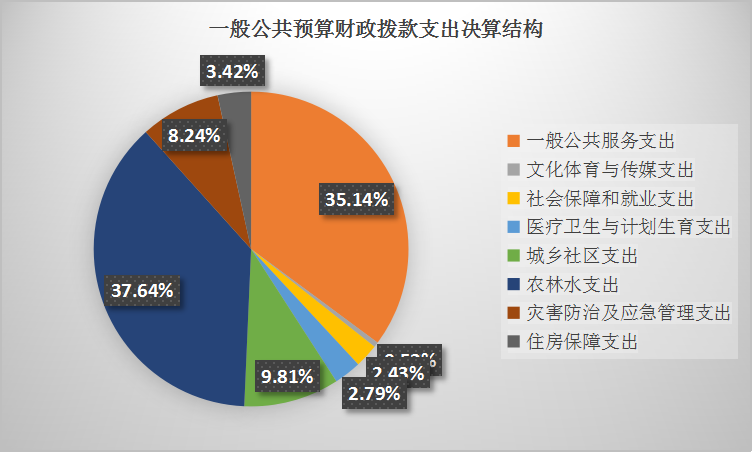 一般公共预算财政拨款支出决算结构
3.42%
8.24%
35.14%
37.64%
2.43%
9.81%
2.79%
一般公共服务支出
文化体育与传媒支出
社会保障和就业支出
医疗卫生与计划生育支出
城乡社区支出
农林水支出
灾害防治及应急管理支出
住房保障支出